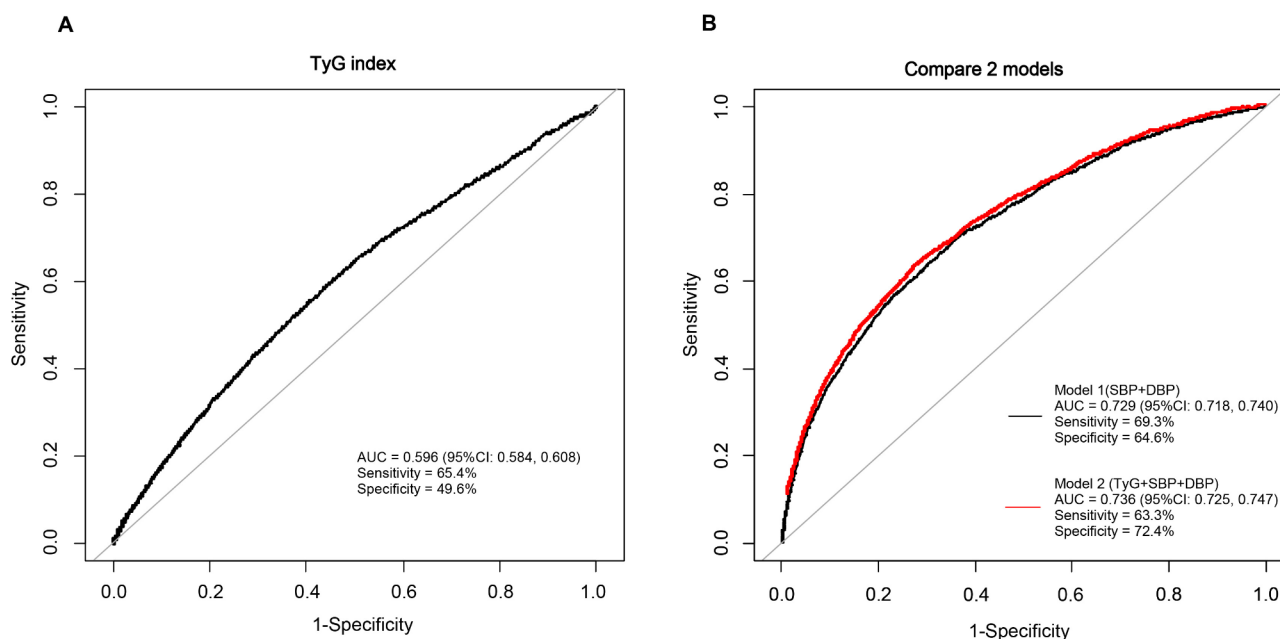 A
TyG index
Sensitivity
1.0
0.8
0.6
0.4
0.2
0.0
AUC = 0.596 (95%CI: 0.584, 0.608)
Sensitivity = 65.4%
Specificity = 49.6%
0.0 0.2 0.4 0.6 0.8 1.0
1-Specificity
B
Compare 2 models
Sensitivity
1.0
0.8
0.6
0.4
0.2
0.0
Model 1(SBP+DBP)
AUC = 0.729 (95%CI: 0.718, 0.740)
Sensitivity = 69.3%
Specificity = 64.6%
Model 2 (TyG+SBP+DBP)
AUC = 0.736 (95%CI: 0.725, 0.747)
Sensitivity = 63.3%
Specificity = 72.4%
0.0 0.2 0.4 0.6 0.8 1.0
1-Specificity